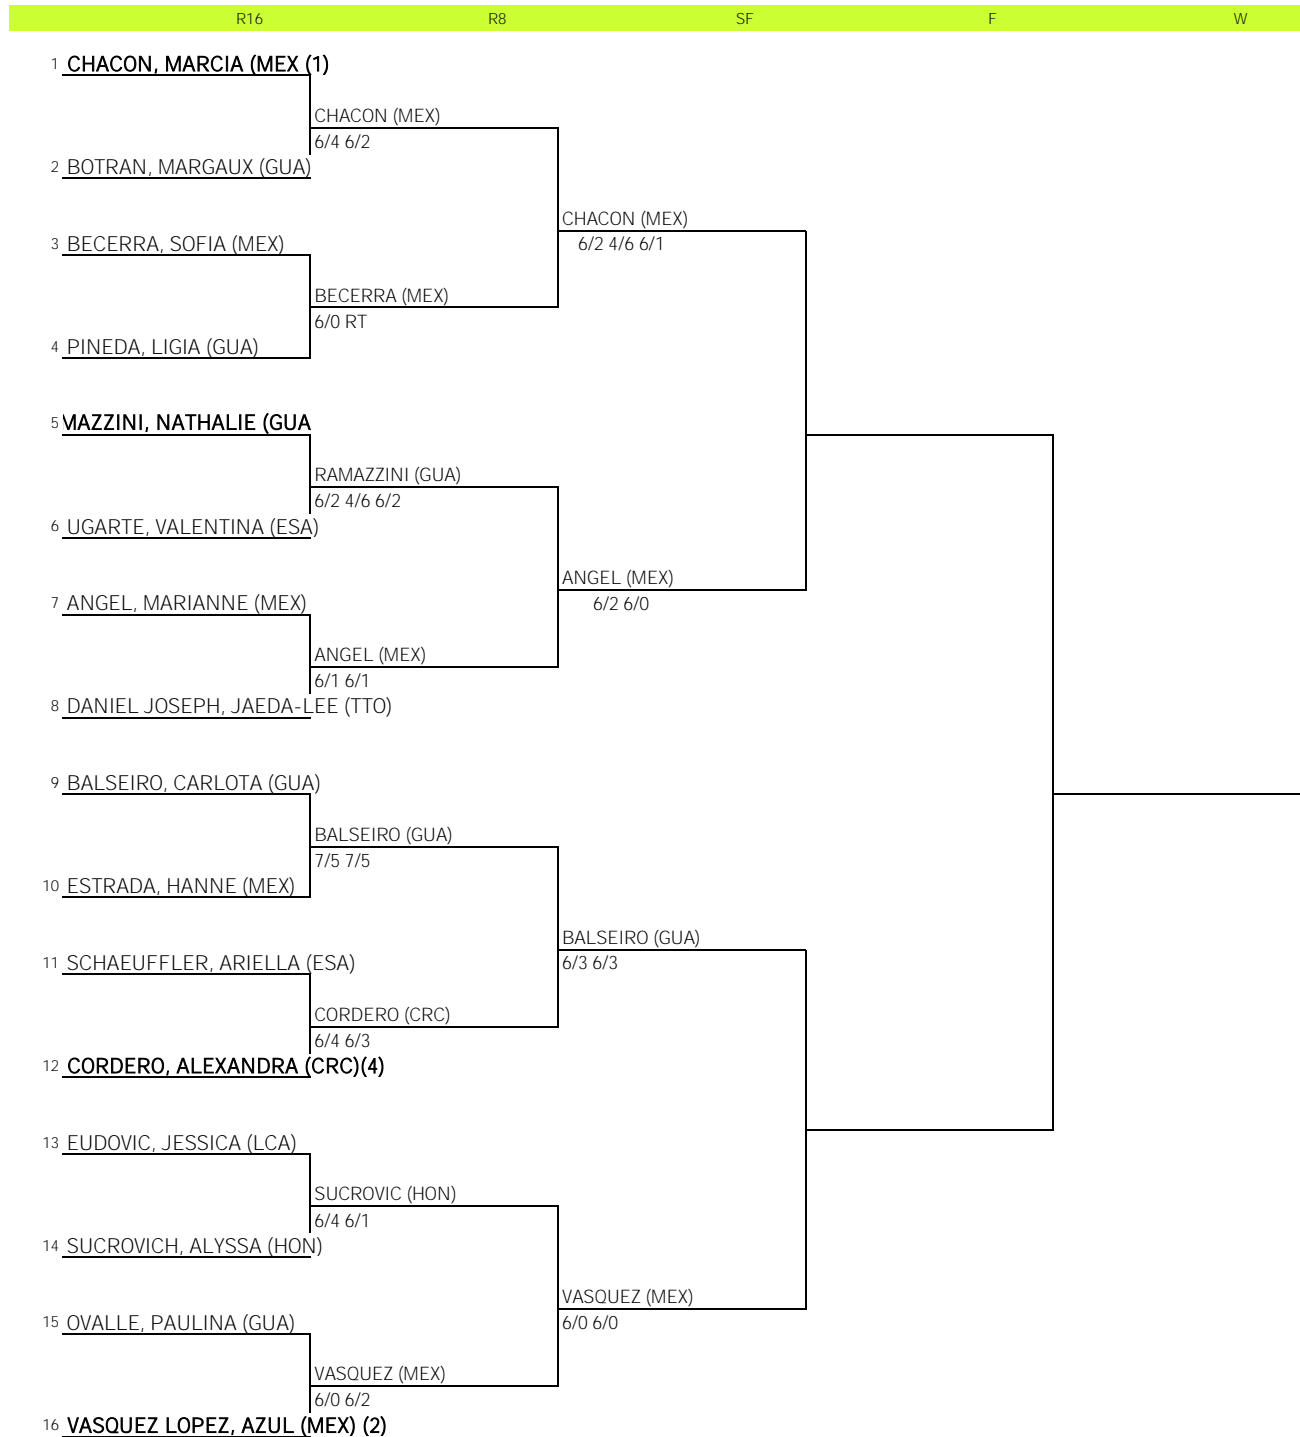 R16 R8 SF F W
1 CHACON, MARCIA (MEX (1)
CHACON (MEX)
6/4 6/2
2 BOTRAN, MARGAUX (GUA)
CHACON (MEX)
6/2 4/6 6/1
3 BECERRA, SOFIA (MEX)
BECERRA (MEX)
6/0 RT
4 PINEDA, LIGIA (GUA)
5 MAZZINI, NATHALIE (GUA
RAMAZZINI (GUA)
6/2 4/6 6/2
6 UGARTE, VALENTINA (ESA)
ANGEL (MEX)
6/2 6/0
7 ANGEL, MARIANNE (MEX)
ANGEL (MEX)
6/1 6/1
8 DANIEL JOSEPH, JAEDA-LEE (TTO)
9 BALSEIRO, CARLOTA (GUA)
BALSEIRO (GUA)
7/5 7/5
10 ESTRADA, HANNE (MEX)
BALSEIRO (GUA)
6/3 6/3
11 SCHAEUFFLER, ARIELLA (ESA)
CORDERO (CRC)
6/4 6/3
12 CORDERO, ALEXANDRA (CRC)(4)
13 EUDOVIC, JESSICA (LCA)
SUCROVIC (HON)
6/4 6/1
14 SUCROVICH, ALYSSA (HON)
VASQUEZ (MEX)
6/0 6/0
15 OVALLE, PAULINA (GUA)
VASQUEZ (MEX)
6/0 6/2
16 VASQUEZ LOPEZ, AZUL (MEX) (2)